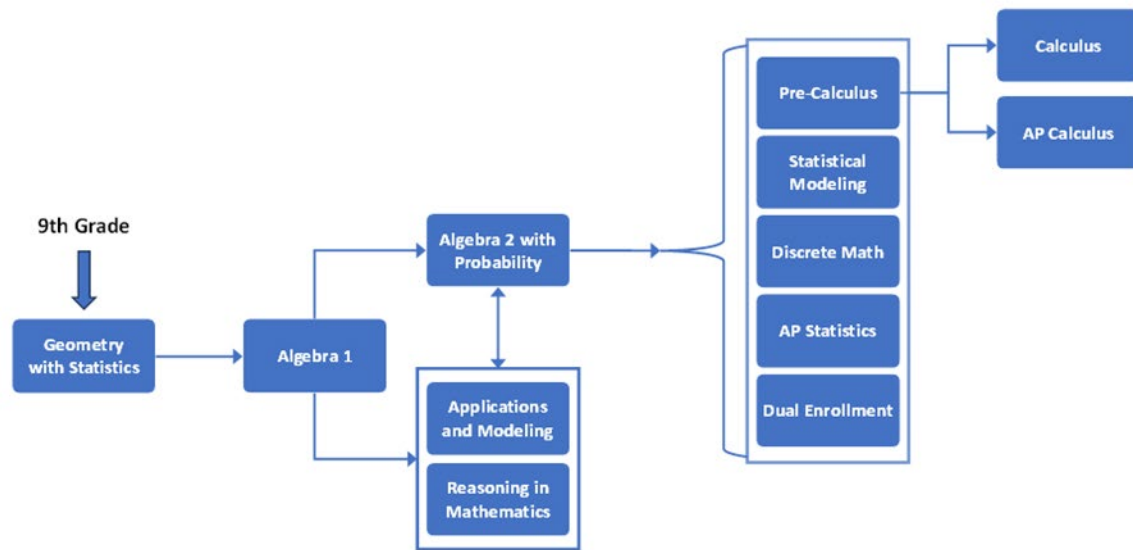 9th Grade
Geometry
with Statistics
Algebra 1
Algebra 2 with
Probability
Applications
and Modeling
Reasoning in
Mathematics
Pre-Calculus
Statistical
Modeling
Discrete Math
AP Statistics
Dual Enrollment
Calculus
AP Calculus